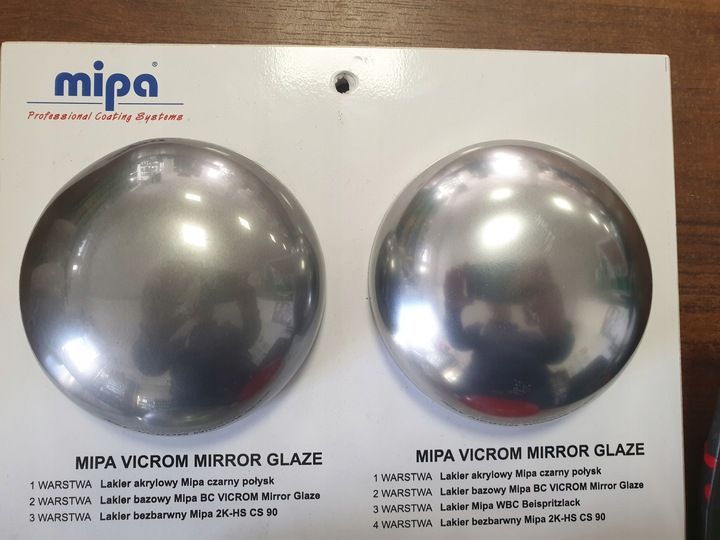 mipa®
Professional Coating Systems
MIPA VICROM MIRROR GLAZE
1 WARSTWA Lakier akrylowy Mipa czarny połysk
2 WARSTWA Lakier bazowy Mipa BC VICROM Mirror Glaze
3 WARSTWA Lakier bezbarwny Mipa 2K-HS CS 90
MIPA VICROM MIRROR GLAZE
1 WARSTWA Lakier akrylowy Mipa czarny połysk
2 WARSTWA Lakier bazowy Mipa BC VICROM Mirror Glaze
3 WARSTWA Lakier Mipa WBC Beispritzlack
4 WARSTWA Lakier bezbarwny Mipa 2K-HS CS 90